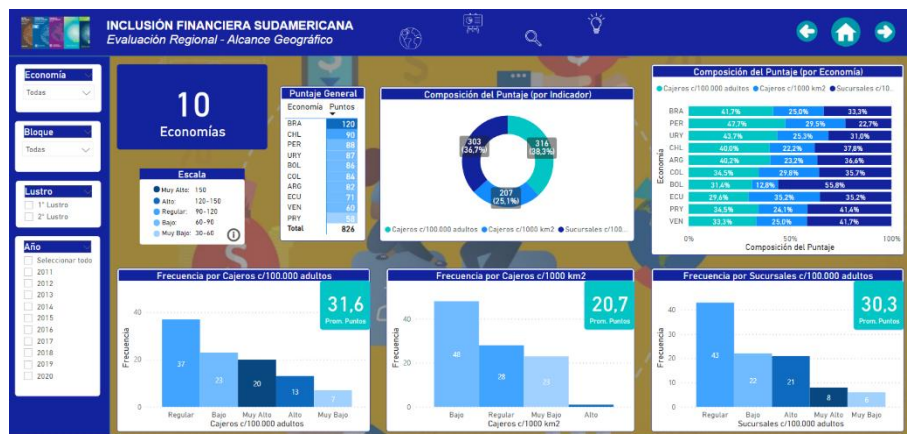 INCLUSIÓN FINANCIERA SUDAMERICANA
Evaluación Regional - Alcance Geográfico
Economía
Todas
Bloque
Todas
Lustro
1° Lustro
2° Lustro
Año
Seleccionar todo
2011
2012
2013
2014
2015
2016
2017
2018
2019
2020
10
Economías
Escala
Muy Alto: 150
Alto: 120-150
Regular: 90-120
Bajo: 60-90
Muy Bajo: 30-60
Puntaje General
Economía Puntos
BRA 120
CHL 90
PER 88
URY 87
BOL 86
COL 84
ARG 82
ECU 71
VEN 60
PRY 58
Total 826
Composición del Puntaje (por Indicador)
303
(36,7%)
316
(38,3%)
207
(25,1%)
Cajeros c/100.000 adultos Cajeros c/1000 km2 Sucursales c/100...
Composición del Puntaje (por Economía)
Cajeros c/100.000 adultos Cajeros c/1000 km2 Sucursales c/10...
Economía
BRA 41,7% 25,0% 33,3%
PER 47,7% 29,5% 22,7%
URY 43,7% 25,3% 31,0%
CHL 40,0% 22,2% 37,8%
ARG 40,2% 23,2% 36,6%
COL 34,5% 29,8% 35,7%
BOL 31,4% 12,8% 55,8%
ECU 29,6% 35,2% 35,2%
PRY 34,5% 24,1% 41,4%
VEN 33,3% 25,0% 41,7%
0% 50% 100%
Composición del Puntaje
Frecuencia por Cajeros c/100.000 adultos
31,6
Prom. Puntos
Frecuencia
40
20
0
37 23 20 13 7
Regular Bajo Muy Alto Alto Muy Bajo
Cajeros c/100.000 adultos
Frecuencia por Cajeros c/1000 km2
20,7
Prom. Puntos
Frecuencia
40
20
0
48 28 23
Bajo Regular Muy Bajo Alto
Cajeros c/1000 km2
Frecuencia por Sucursales c/100.000 adultos
30,3
Prom. Puntos
Frecuencia
40
30
20
10
0
43 22 21 8 6
Regular Bajo Alto Muy Alto Muy Bajo
Sucursales c/100.000 adultos